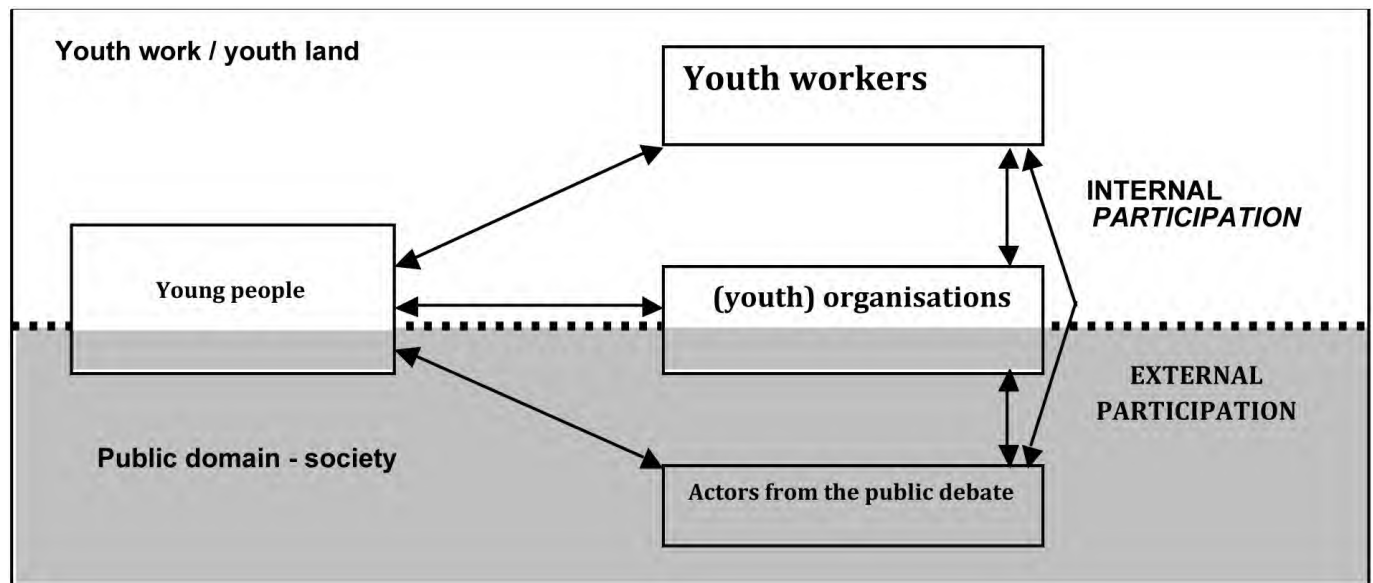 Youth work / youth land
Youth workers
INTERNAL
PARTICIPATION
Young people
(youth) organisations
EXTERNAL
PARTICIPATION
Public domain - society
Actors from the public debate